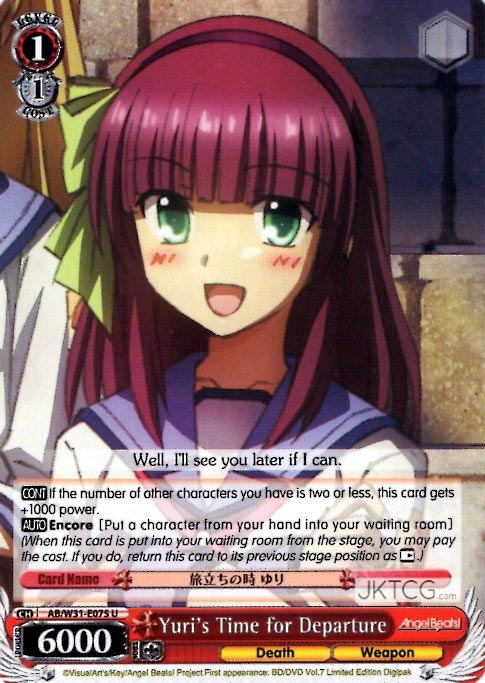 LEVEL
1
1
COST
Well, I'll see you later if I can.
CONT If the number of other characters you have is two or less, this card gets
+1000 power.
AUTO Encore [Put a character from your hand into your waiting room]
(When this card is put into your waiting room from the stage, you may pay
the cost. If you do, return this card to its previous stage position as .)
Card Name 旅立ちの時 ゆり
JKTCG.com
CH AB/W31-E075 U
POWER 6000 SOUL Yuri's Time for Departure Angel Beats!
Death Weapon
©Visual/Art's/Key/Angel Beats! Project First appearance: BD/DVD Vol.7 Limited Edition Digipak